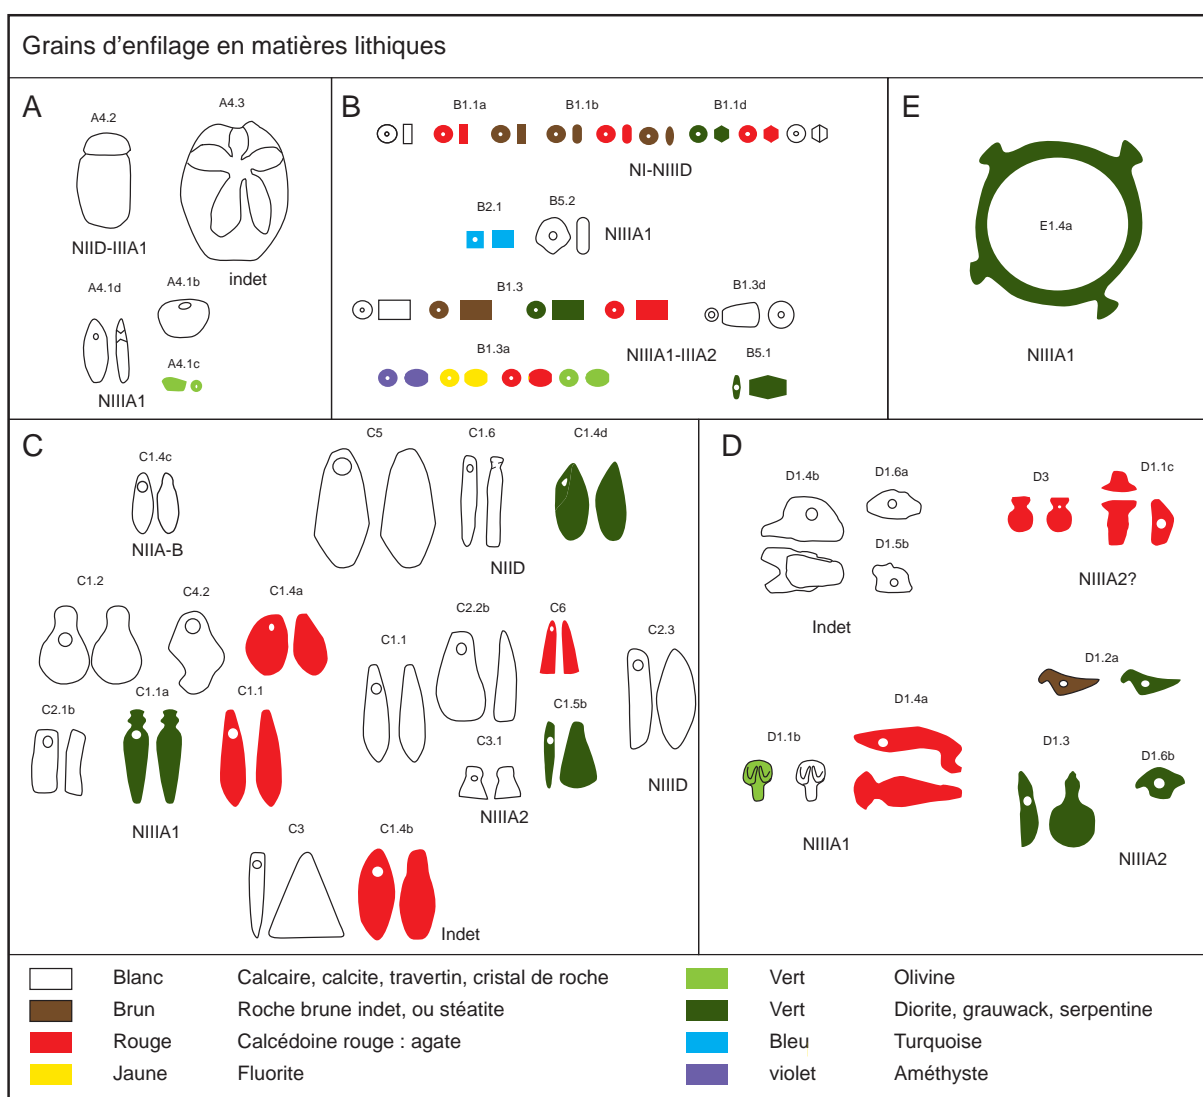 Grains d'enfilage en matières lithiques
A
A4.2
A4.3
NIID-IIIA1
indet
A4.1d
A4.1b
A4.1c
NIIIA1
B
B1.1a
B1.1b
B1.1d
NI-NIIID
B2.1
B5.2
NIIIA1
B1.3
B1.3d
NIIIA1-IIIA2
B1.3a
B5.1
E
E1.4a
NIIIA1
C
C1.4c
C5
C1.6
C1.4d
NIIA-B
NIID
C1.2
C4.2
C1.4a
C1.1
C2.2b
C6
C2.3
C2.1b
C1.1a
C1.1
C3.1
C1.5b
NIIIA1
NIIIA2
NIIID
C3
C1.4b
Indet
D
D1.4b
D1.6a
D3
D1.1c
D1.5b
NIIIA2?
Indet
D1.2a
D1.1b
D1.4a
D1.3
D1.6b
NIIIA1
NIIIA2
Blanc Calcaire, calcite, travertin, cristal de roche
Brun Roche brune indet, ou stéatite
Rouge Calcédoine rouge : agate
Jaune Fluorite
Vert Olivine
Vert Diorite, grauwack, serpentine
Bleu Turquoise
violet Améthyste